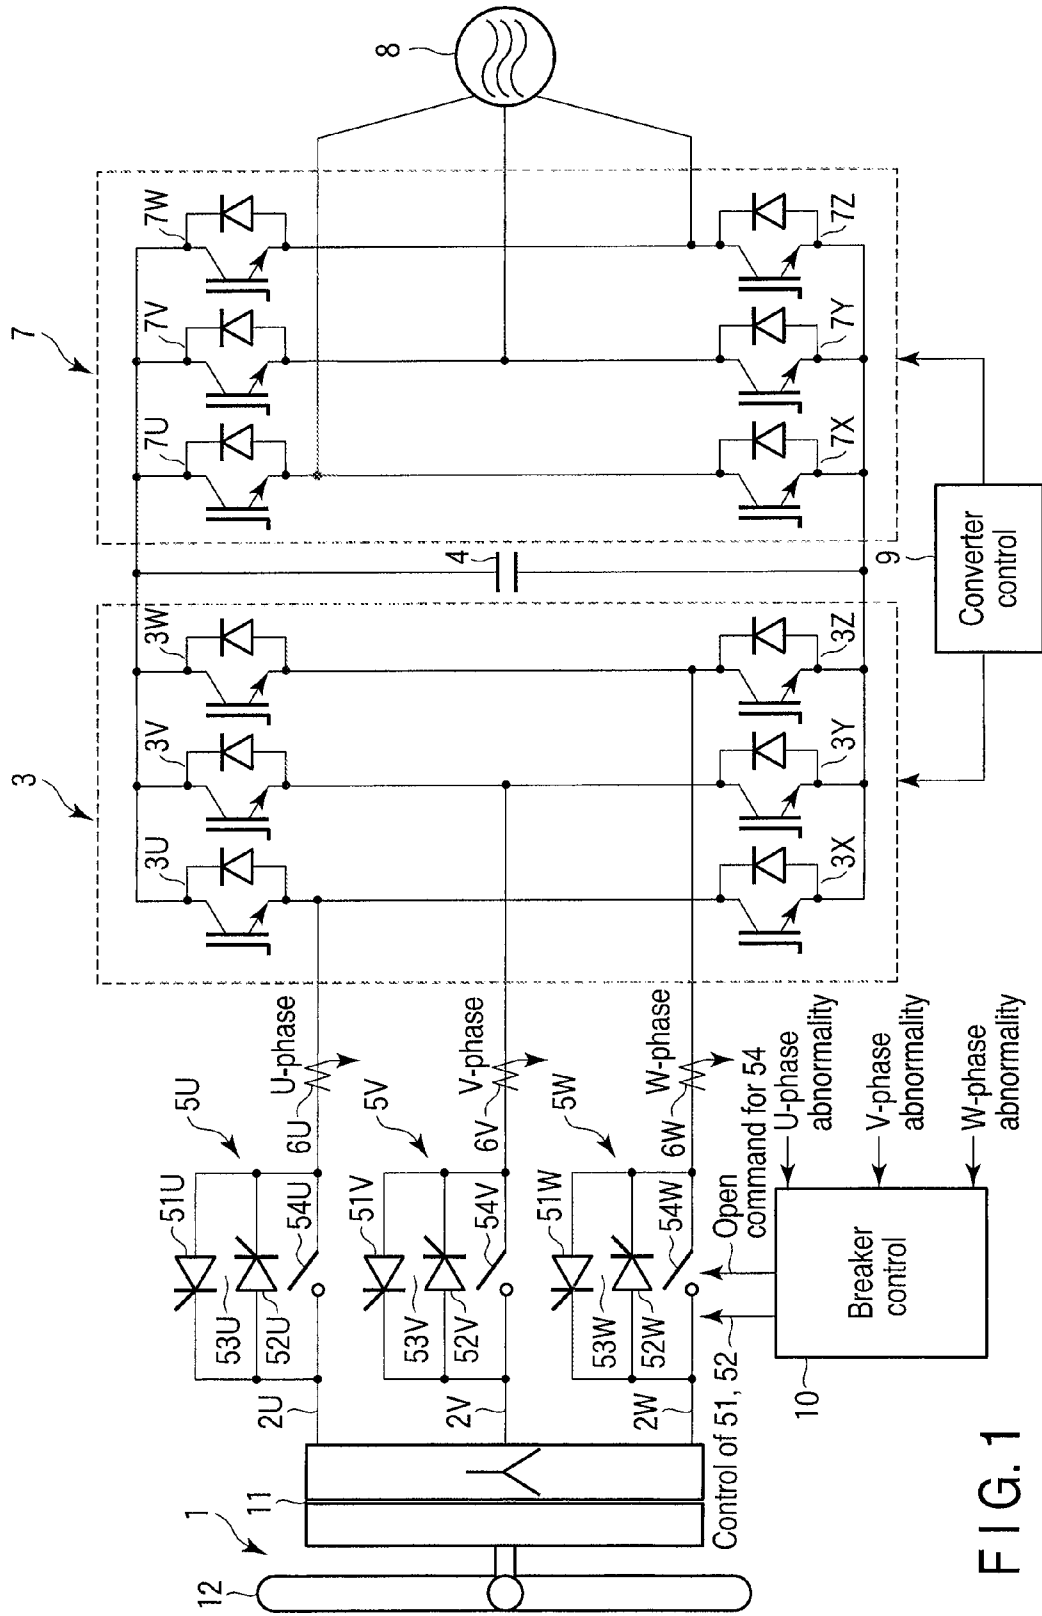 FIG. 1
1
12
11
2U
2V
2W
5U
51U
53U
52U
54U
6U
U-phase
5V
51V
53V
52V
54V
6V
V-phase
5W
51W
53W
52W
54W
6W
W-phase
Control of 51, 52
Open
command for 54
10
Breaker
control
U-phase
abnormality
V-phase
abnormality
W-phase
abnormality
3
3U
3V
3W
3X
3Y
3Z
4
7
7U
7V
7W
7X
7Y
7Z
8
9
Converter
control